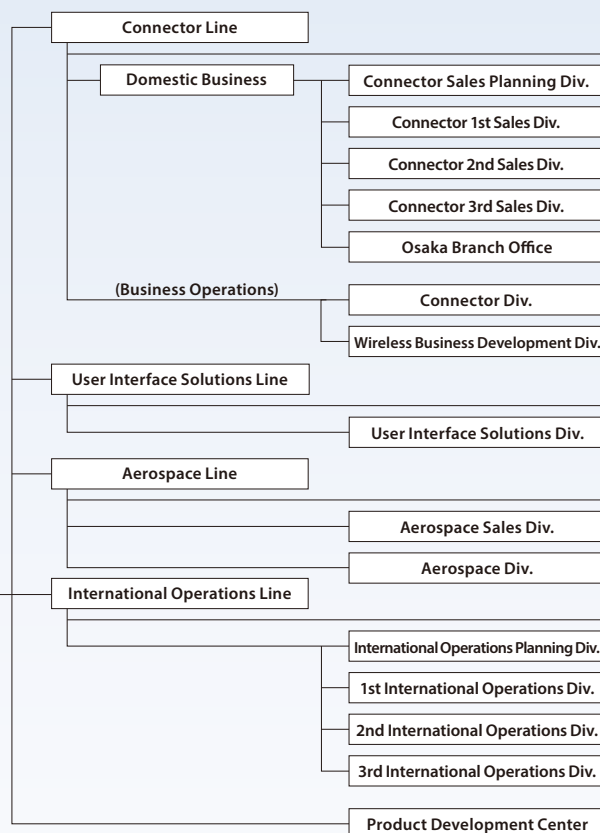 Connector Line
Domestic Business
Connector Sales Planning Div.
Connector 1st Sales Div.
Connector 2nd Sales Div.
Connector 3rd Sales Div.
Osaka Branch Office
(Business Operations)
Connector Div.
Wireless Business Development Div.
User Interface Solutions Line
User Interface Solutions Div.
Aerospace Line
Aerospace Sales Div.
Aerospace Div.
International Operations Line
International Operations Planning Div.
1st International Operations Div.
2nd International Operations Div.
3rd International Operations Div.
Product Development Center